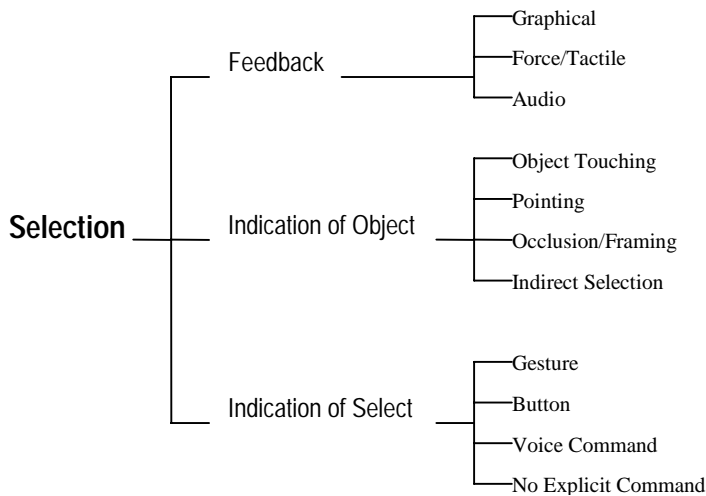 Selection
Feedback
Graphical
Force/Tactile
Audio
Indication of Object
Object Touching
Pointing
Occlusion/Framing
Indirect Selection
Indication of Select
Gesture
Button
Voice Command
No Explicit Command